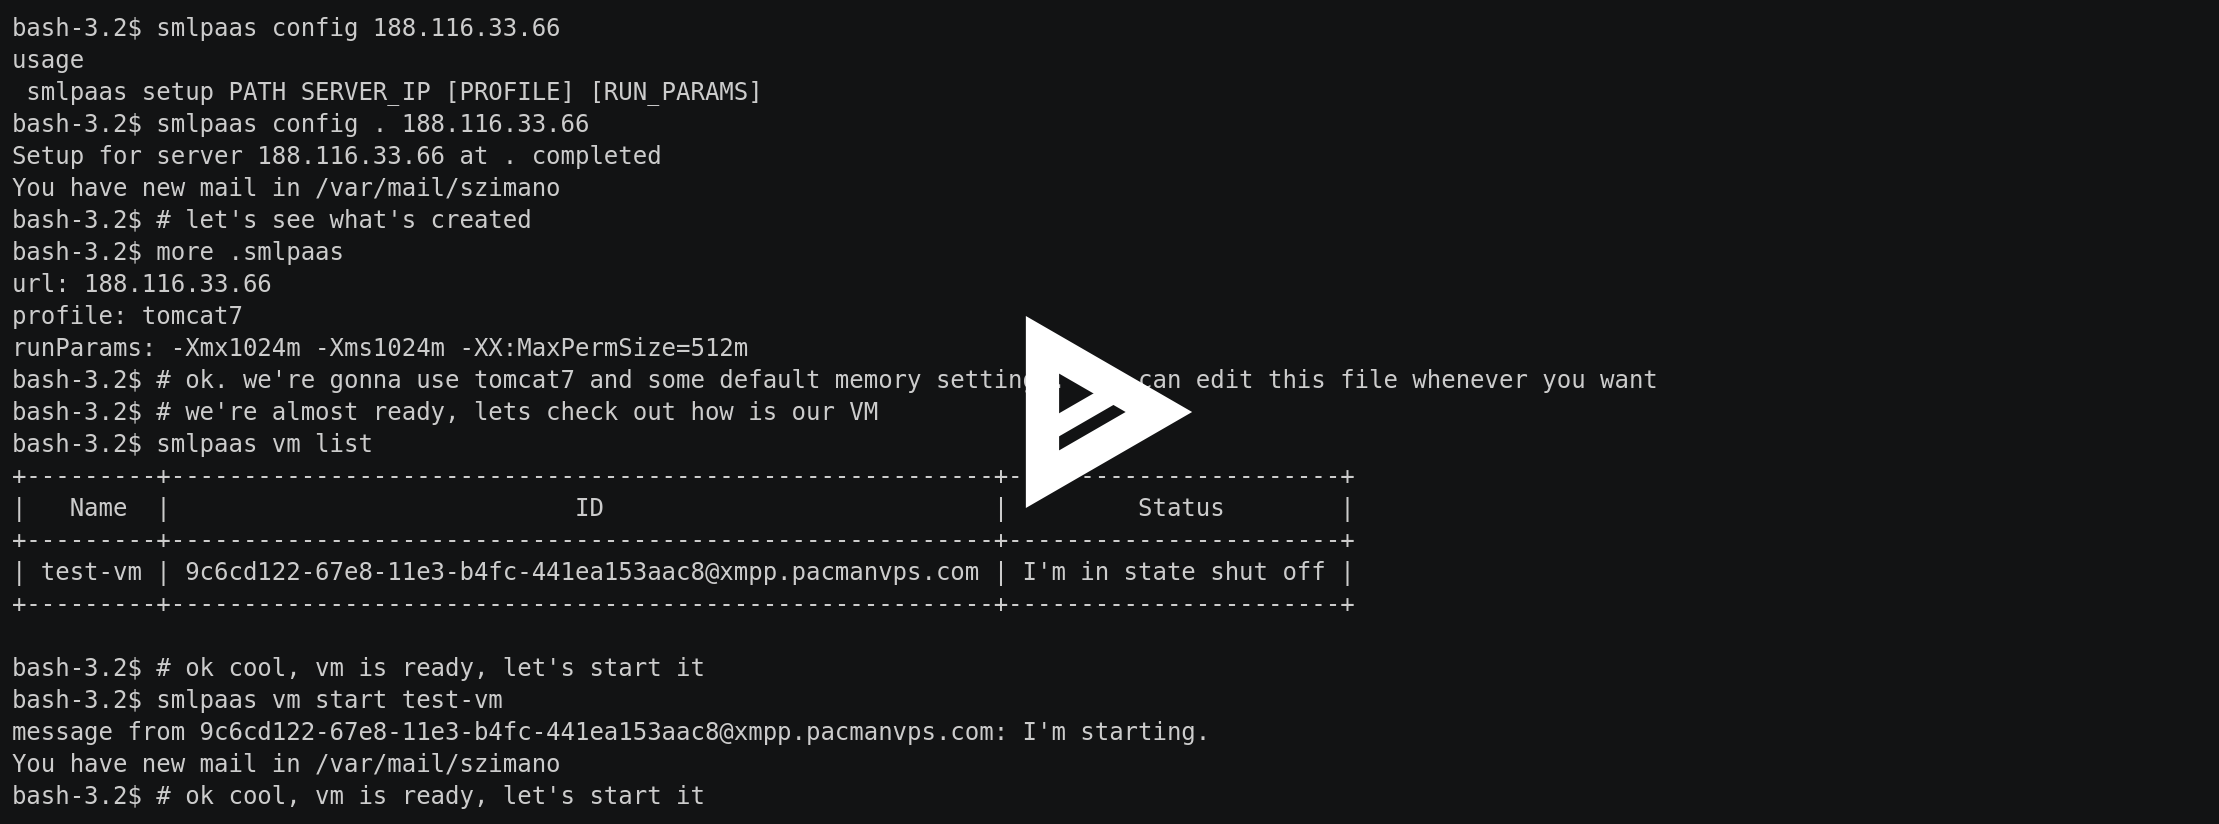 bash-3.2$ smlpaas config 188.116.33.66
usage
 smlpaas setup PATH SERVER_IP [PROFILE] [RUN_PARAMS]
bash-3.2$ smlpaas config . 188.116.33.66
Setup for server 188.116.33.66 at . completed
You have new mail in /var/mail/szimano
bash-3.2$ # let's see what's created
bash-3.2$ more .smlpaas
url: 188.116.33.66
profile: tomcat7
runParams: -Xmx1024m -Xms1024m -XX:MaxPermSize=512m
bash-3.2$ # ok. we're gonna use tomcat7 and some default memory can edit this file whenever you want
bash-3.2$ # we're almost ready, lets check out how is our VM
bash-3.2$ smlpaas vm list
+---------+---------------------------------------------------------+-----------------------+
|   Name  |                            ID                           |         Status        |
+---------+---------------------------------------------------------+-----------------------+
| test-vm | 9c6cd122-67e8-11e3-b4fc-441ea153aac8@xmpp.pacmanvps.com | I'm in state shut off |
+---------+---------------------------------------------------------+-----------------------+
bash-3.2$ # ok cool, vm is ready, let's start it
bash-3.2$ smlpaas vm start test-vm
message from 9c6cd122-67e8-11e3-b4fc-441ea153aac8@xmpp.pacmanvps.com: I'm starting.
You have new mail in /var/mail/szimano
bash-3.2$ # ok cool, vm is ready, let's start it